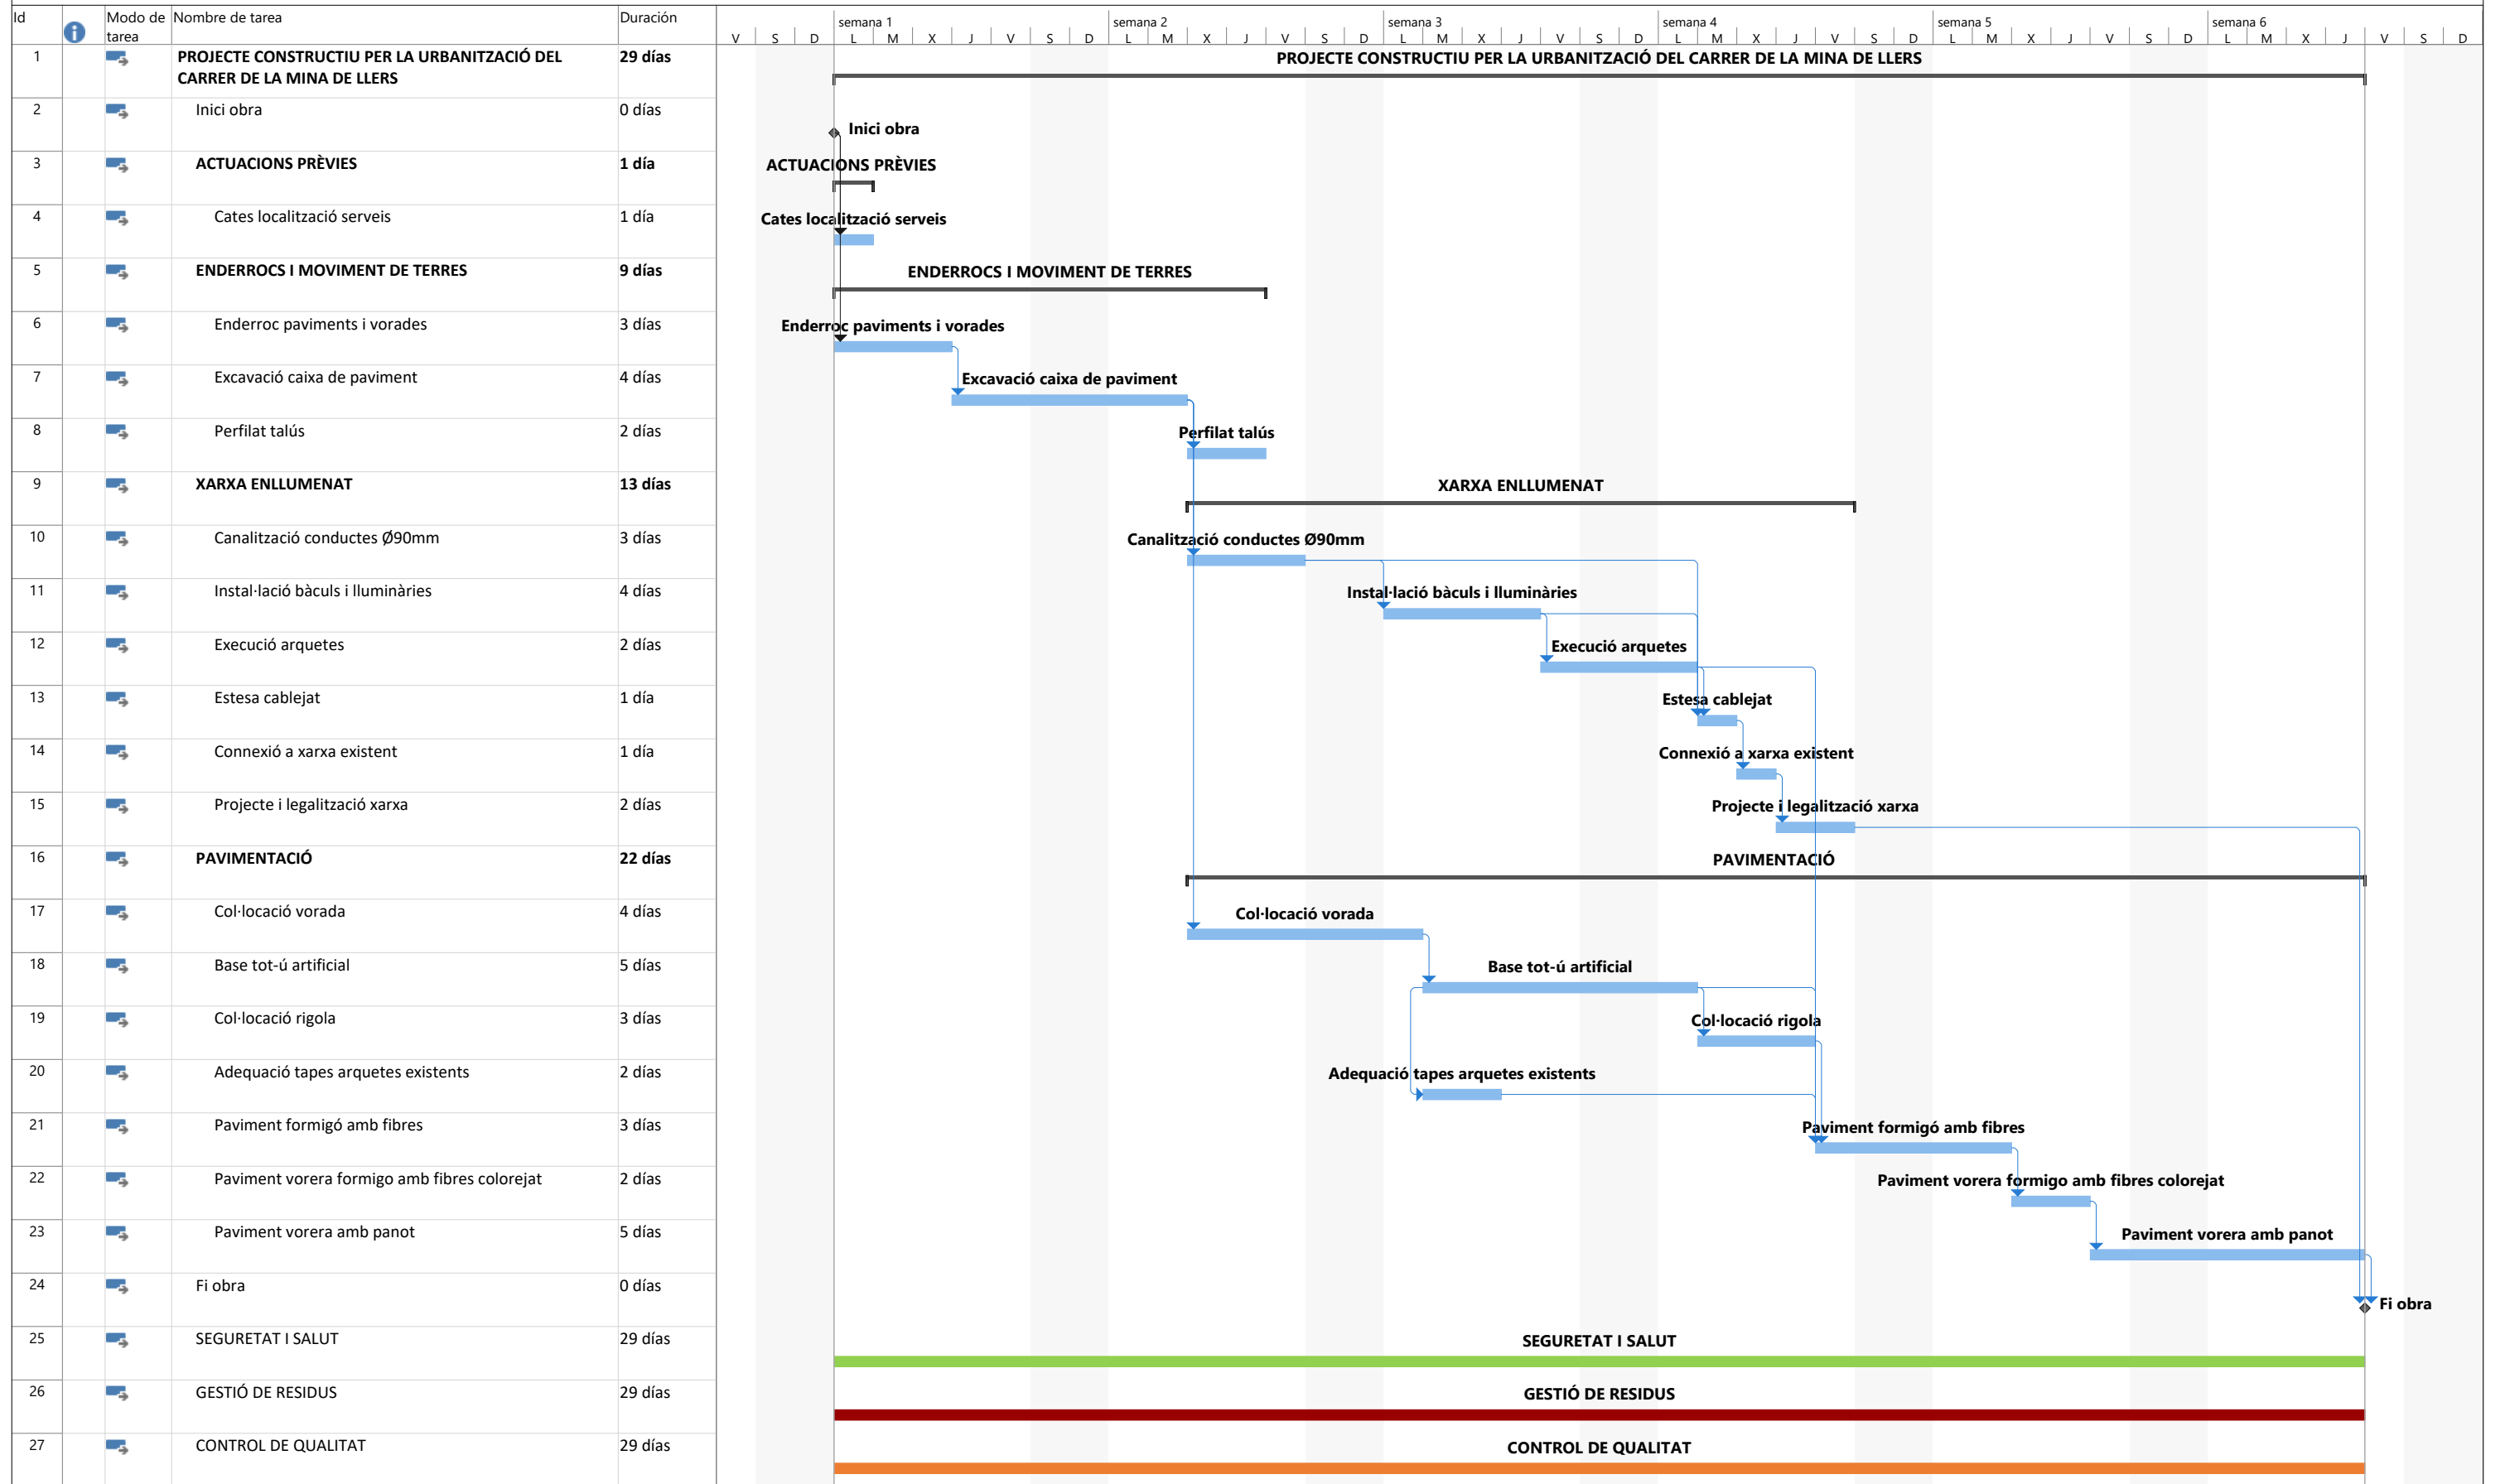 Id Modo de tarea Nombre de tarea Duración
semana 1 semana 2 semana 3 semana 4 semana 5 semana 6
V S D L M X J V S D L M X J V S D L M X J V S D L M X J V S D L M X J V S D L M X J V S D
1 PROJECTE CONSTRUCTIU PER LA URBANITZACIÓ DEL 29 días PROJECTE CONSTRUCTIU PER LA URBANITZACIÓ DEL CARRER DE LA MINA DE LLERS
CARRER DE LA MINA DE LLERS
2 Inici obra 0 días Inici obra
3 ACTUACIONS PRÈVIES 1 día ACTUACIONS PRÈVIES
4 Cates localització serveis 1 día Cates localització serveis
5 ENDERROCS I MOVIMENT DE TERRES 9 días ENDERROCS I MOVIMENT DE TERRES
6 Enderroc paviments i vorades 3 días Enderroc paviments i vorades
7 Excavació caixa de paviment 4 días Excavació caixa de paviment
8 Perfilat talús 2 días Perfilat talús
9 XARXA ENLLUMENAT 13 días XARXA ENLLUMENAT
10 Canalització conductes Ø90mm 3 días Canalització conductes Ø90mm
11 Instal·lació bàculs i lluminàries 4 días Instal·lació bàculs i lluminàries
12 Execució arquetes 2 días Execució arquetes
13 Estesa cablejat 1 día Estesa cablejat
14 Connexió a xarxa existent 1 día Connexió a xarxa existent
15 Projecte i legalització xarxa 2 días Projecte i legalització xarxa
16 PAVIMENTACIÓ 22 días PAVIMENTACIÓ
17 Col·locació vorada 4 días Col·locació vorada
18 Base tot-ú artificial 5 días Base tot-ú artificial
19 Col·locació rigola 3 días Col·locació rigola
20 Adequació tapes arquetes existents 2 días Adequació tapes arquetes existents
21 Paviment formigó amb fibres 3 días Paviment formigó amb fibres
22 Paviment vorera formigo amb fibres colorejat 2 días Paviment vorera formigo amb fibres colorejat
23 Paviment vorera amb panot 5 días Paviment vorera amb panot
24 Fi obra 0 días Fi obra
25 SEGURETAT I SALUT 29 días SEGURETAT I SALUT
26 GESTIÓ DE RESIDUS 29 días GESTIÓ DE RESIDUS
27 CONTROL DE QUALITAT 29 días CONTROL DE QUALITAT